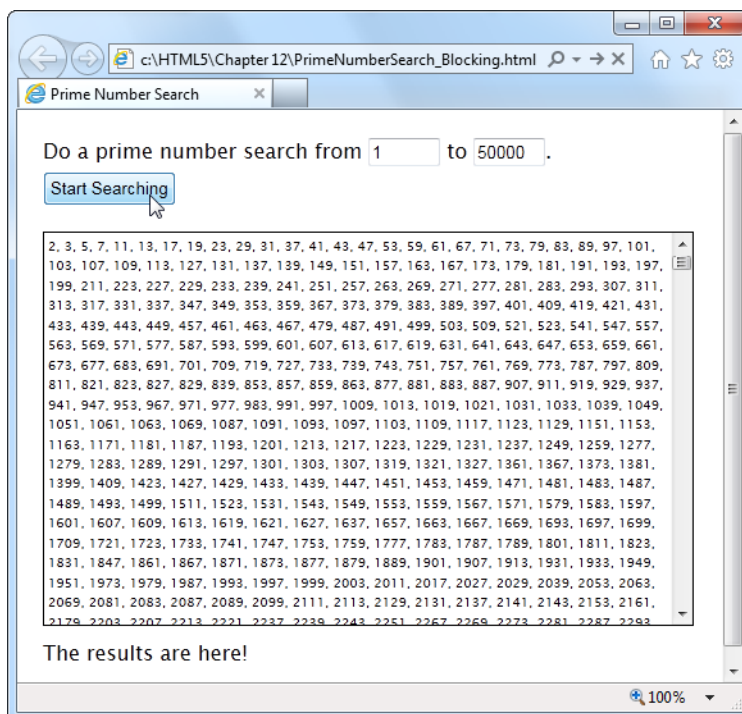 c:\HTML5\Chapter 12\PrimeNumberSearch_Blocking.html
Prime Number Search
Do a prime number search from 1 to 50000.
Start Searching
2, 3, 5, 7, 11, 13, 17, 19, 23, 29, 31, 37, 41, 43, 47, 53, 59, 61, 67, 71, 73, 79, 83, 89, 97, 101,
103, 107, 109, 113, 127, 131, 137, 139, 149, 151, 157, 163, 167, 173, 179, 181, 191, 193, 197,
199, 211, 223, 227, 229, 233, 239, 241, 251, 257, 263, 269, 271, 277, 281, 283, 293, 307, 311,
313, 317, 331, 337, 347, 349, 353, 359, 367, 373, 379, 383, 389, 397, 401, 409, 419, 421, 431,
433, 439, 443, 449, 457, 461, 463, 467, 479, 487, 491, 499, 503, 509, 521, 523, 541, 547, 557,
563, 569, 571, 577, 587, 593, 599, 601, 607, 613, 617, 619, 631, 641, 643, 647, 653, 659, 661,
673, 677, 683, 691, 701, 709, 719, 727, 733, 739, 743, 751, 757, 761, 769, 773, 787, 797, 809,
811, 821, 823, 827, 829, 839, 853, 857, 859, 863, 877, 881, 883, 887, 907, 911, 919, 929, 937,
941, 947, 953, 967, 971, 977, 983, 991, 997, 1009, 1013, 1019, 1021, 1031, 1033, 1039, 1049,
1051, 1061, 1063, 1069, 1087, 1091, 1093, 1097, 1103, 1109, 1117, 1123, 1129, 1151, 1153,
1163, 1171, 1181, 1187, 1193, 1201, 1213, 1217, 1223, 1229, 1231, 1237, 1249, 1259, 1277,
1279, 1283, 1289, 1291, 1297, 1301, 1303, 1307, 1319, 1321, 1327, 1361, 1367, 1373, 1381,
1399, 1409, 1423, 1427, 1429, 1433, 1439, 1447, 1451, 1453, 1459, 1471, 1481, 1483, 1487,
1489, 1493, 1499, 1511, 1523, 1531, 1543, 1549, 1553, 1559, 1567, 1571, 1579, 1583, 1597,
1601, 1607, 1609, 1613, 1619, 1621, 1627, 1637, 1657, 1663, 1667, 1669, 1693, 1697, 1699,
1709, 1721, 1723, 1733, 1741, 1747, 1753, 1759, 1777, 1783, 1787, 1789, 1801, 1811, 1823,
1831, 1847, 1861, 1867, 1871, 1873, 1877, 1879, 1889, 1901, 1907, 1913, 1931, 1933, 1949,
1951, 1973, 1979, 1987, 1993, 1997, 1999, 2003, 2011, 2017, 2027, 2029, 2039, 2053, 2063,
2069, 2081, 2083, 2087, 2089, 2099, 2111, 2113, 2129, 2131, 2137, 2141, 2143, 2153, 2161,
2179, 2203, 2207, 2213, 2221, 2237, 2239, 2243, 2251, 2267, 2269, 2273, 2281, 2287, 2293,
The results are here!
100%